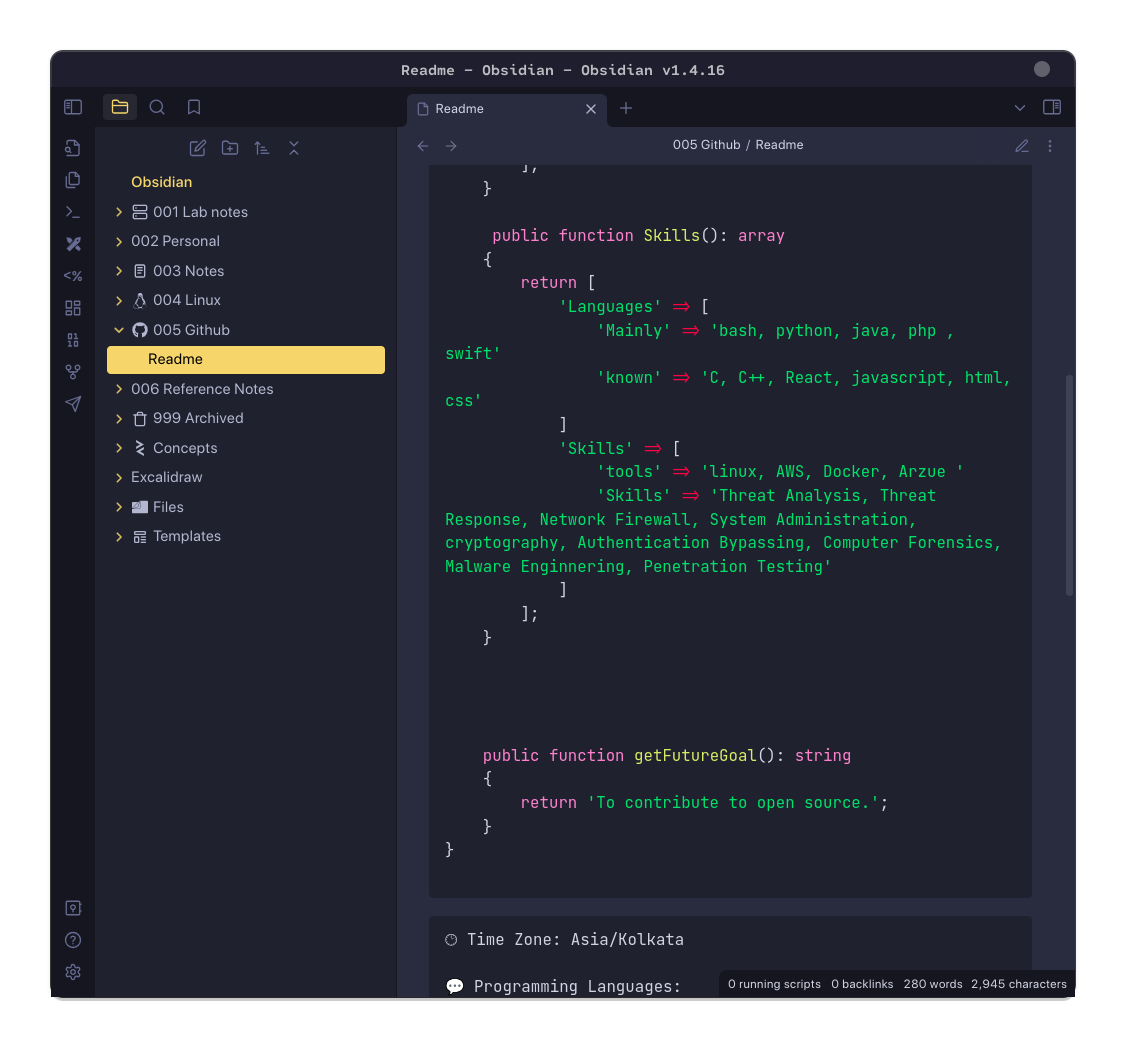 Readme - Obsidian - Obsidian v1.4.16
Readme
005 Github / Readme
Obsidian
001 Lab notes
002 Personal
003 Notes
004 Linux
005 Github
Readme
006 Reference Notes
999 Archived
Concepts
Excalidraw
Files
Templates
];
}
public function Skills(): array
{
return [
'Languages' => [
'Mainly' => 'bash, python, java, php ,
swift'
'known' => 'C, C++, React, javascript, html,
css'
]
'Skills' => [
'tools' => 'linux, AWS, Docker, Arzue '
'Skills' => 'Threat Analysis, Threat
Response, Network Firewall, System Administration,
cryptography, Authentication Bypassing, Computer Forensics,
Malware Enginnering, Penetration Testing'
]
];
}
public function getFutureGoal(): string
{
return 'To contribute to open source.';
}
}
Time Zone: Asia/Kolkata
💬 Programming Languages:
0 running scripts 0 backlinks 280 words 2,945 characters